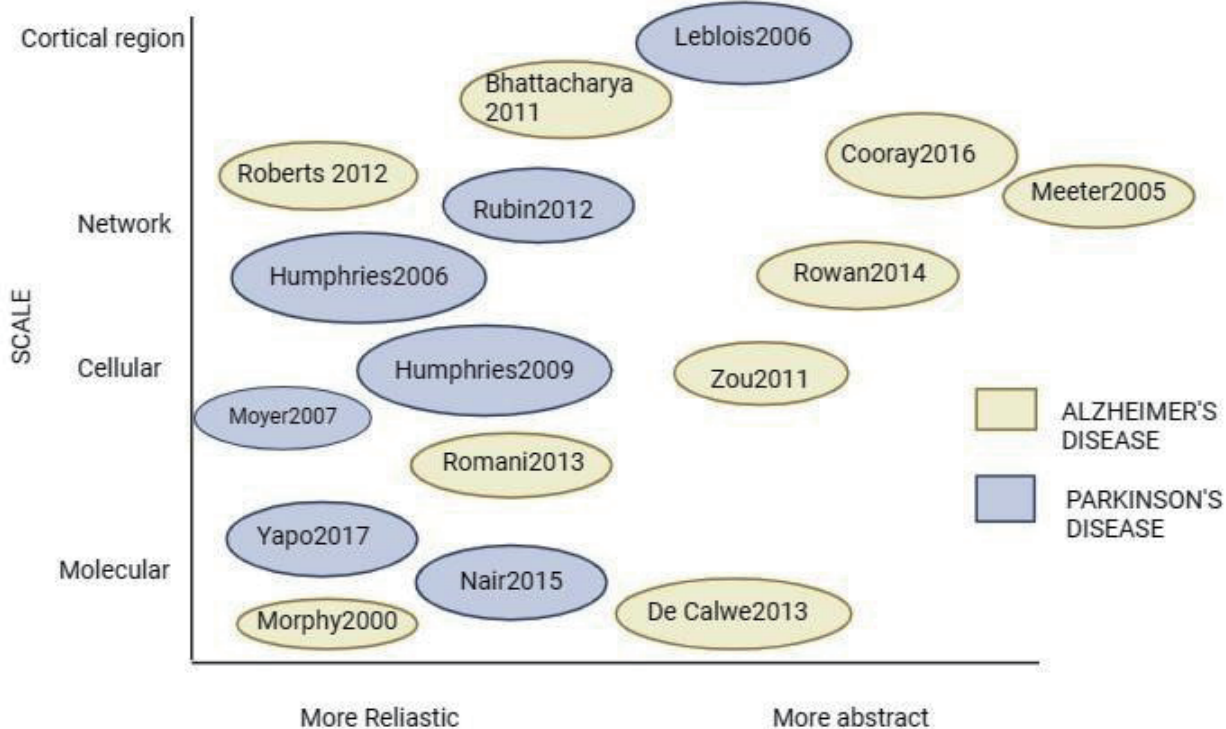 Cortical region
Leblois2006
Bhattacharya
2011
Cooray2016
Roberts 2012
Meeter2005
Rubin2012
Network
Humphries2006
Rowan2014
SCALE
Cellular
Humphries2009
Zou2011
Moyer2007
ALZHEIMER'S
DISEASE
Romani2013
PARKINSON'S
DISEASE
Yapo2017
Molecular
Nair2015
De Calwe2013
Morphy2000
More Reliastic
More abstract